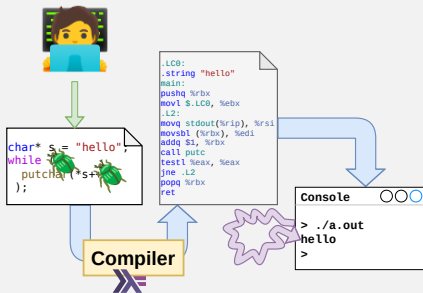 char* s = "hello";
while
putchar(*s++)
);
Compiler
.LC0:
.string "hello"
main:
pushq %rbx
movl $.LC0, %ebx
.L2:
movq stdout(%rip), %rsi
movsbl (%rbx), %edi
addq $1, %rbx
call putc
testl %eax, %eax
jne .L2
popq %rbx
ret
Console
> ./a.out
hello
>